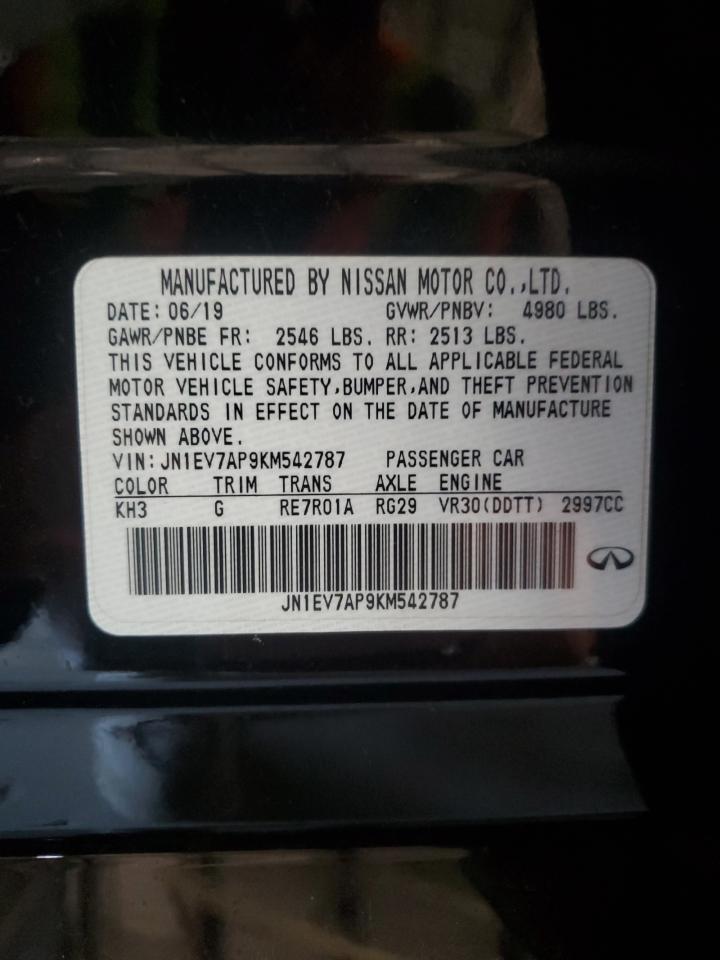 MANUFACTURED BY NISSAN MOTOR CO.,LTD.
DATE: 06/19 GVWR/PNBV: 4980 LBS.
GAWR/PNBE FR: 2546 LBS. RR: 2513 LBS.
THIS VEHICLE CONFORMS TO ALL APPLICABLE FEDERAL
MOTOR VEHICLE SAFETY,BUMPER,AND THEFT PREVENTION
STANDARDS IN EFFECT ON THE DATE OF MANUFACTURE
SHOWN ABOVE.
VIN:JN1EV7AP9KM542787 PASSENGER CAR
COLOR TRIM TRANS AXLE ENGINE
KH3 G RE7R01A RG29 VR30(DDTT) 2997CC
JN1EV7AP9KM542787